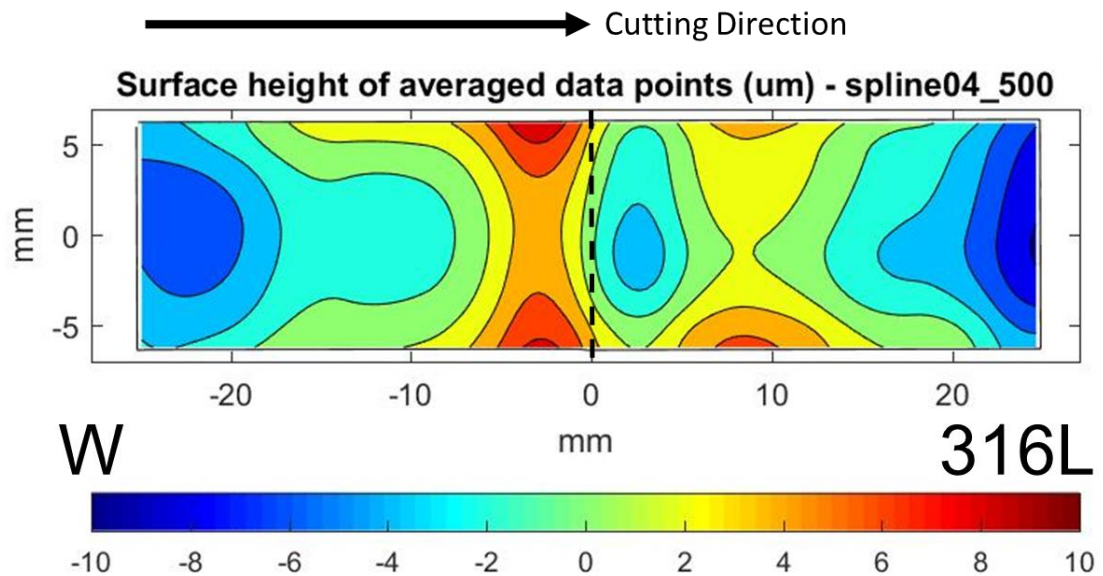 Cutting Direction
Surface height of averaged data points (um) - spline04_500
5
0
-5
mm
-20 -10 0 10 20
mm
W 316L
-10 -8 -6 -4 -2 0 2 4 6 8 10